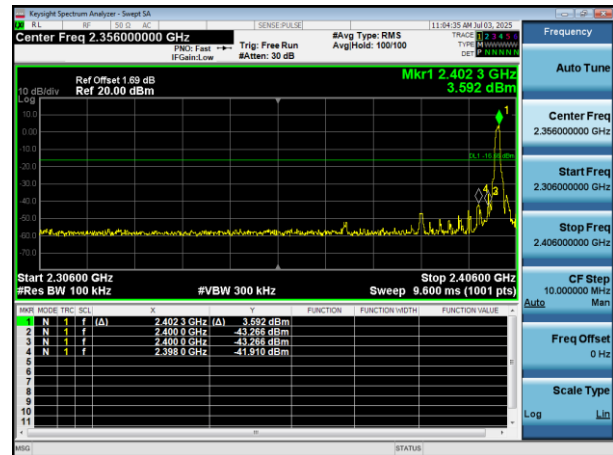 Keysight Spectrum Analyzer - Swept SA
RL RF 50 Ω AC SENSE:PULSE 11:04:35 AM Jul 03, 2025
Center Freq 2.356000000 GHz #Avg Type: RMS TRACE 1 2 3 4 5 6
PNO: Fast Trig: Free Run Avg|Hold: 100/100 TYPE M WWWWW
IFGain:Low #Atten: 30 dB DET P NNNNN
Frequency
Auto Tune
Center Freq
2.356000000 GHz
Start Freq
2.306000000 GHz
Stop Freq
2.406000000 GHz
CF Step
10.000000 MHz
Auto Man
Freq Offset
0 Hz
Scale Type
Log Lin
Mkr1 2.402 3 GHz
3.592 dBm
Ref Offset 1.69 dB
10 dB/div Ref 20.00 dBm
Log
10.0
0.00
-10.0
-20.0
-30.0
-40.0
-50.0
-60.0
-70.0
1
4 3
Start 2.30600 GHz Stop 2.40600 GHz
#Res BW 100 kHz #VBW 300 kHz Sweep 9.600 ms (1001 pts)
MKR MODE TRC SCL X Y FUNCTION FUNCTION WIDTH FUNCTION VALUE
1 N 1 f (Δ) 2.402 3 GHz (Δ) 3.592 dBm
2 N 1 f 2.400 0 GHz -43.266 dBm
3 N 1 f 2.400 0 GHz -43.266 dBm
4 N 1 f 2.398 0 GHz -41.910 dBm
5
6
7
8
9
10
11
MSG STATUS